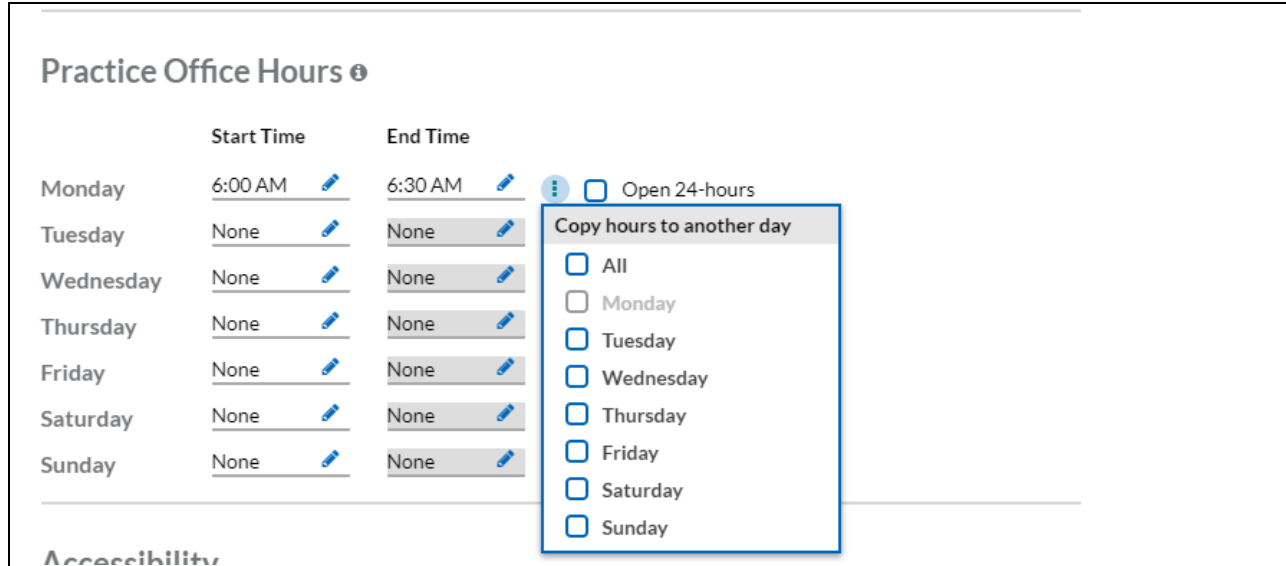 Practice Office Hours
Start Time End Time
Monday 6:00 AM 6:30 AM Open 24-hours
Tuesday None None
Wednesday None None
Thursday None None
Friday None None
Saturday None None
Sunday None None
Copy hours to another day
All
Monday
Tuesday
Wednesday
Thursday
Friday
Saturday
Sunday
Accessibility